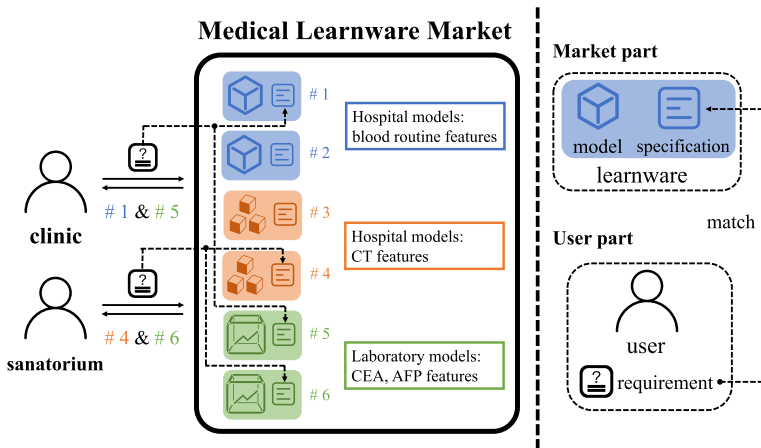 Medical Learnware Market
# 1
Hospital models:
blood routine features
# 2
?
# 1 & # 5
clinic
# 3
Hospital models:
CT features
# 4
?
# 4 & # 6
sanatorium
# 5
Laboratory models:
CEA, AFP features
# 6
Market part
model specification
learnware
match
User part
user
? requirement